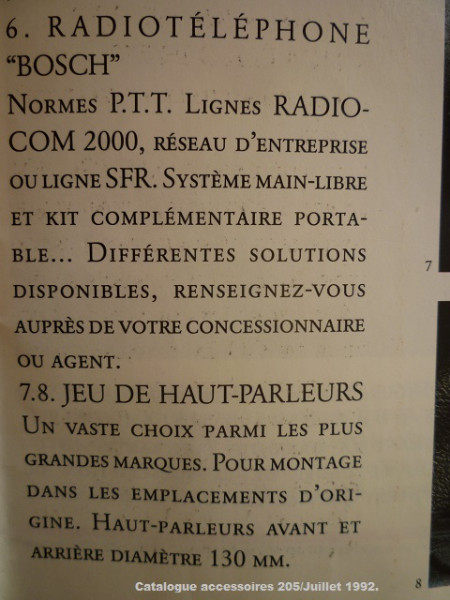 6. RADIOTÉLÉPHONE
“BOSCH”
NORMES P.T.T. LIGNES RADIO-
COM 2000, RÉSEAU D’ENTREPRISE
OU LIGNE SFR. SYSTÈME MAIN-LIBRE
ET KIT COMPLÉMENTAIRE PORTA-
BLE... DIFFÉRENTES SOLUTIONS
DISPONIBLES, RENSEIGNEZ-VOUS
AUPRÈS DE VOTRE CONCESSIONNAIRE
OU AGENT.
7.8. JEU DE HAUT-PARLEURS
UN VASTE CHOIX PARMI LES PLUS
GRANDES MARQUES. POUR MONTAGE
DANS LES EMPLACEMENTS D’ORI-
GINE. HAUT-PARLEURS AVANT ET
ARRIÈRE DIAMÈTRE 130 MM.
7
8
Catalogue accessoires 205/Juillet 1992.